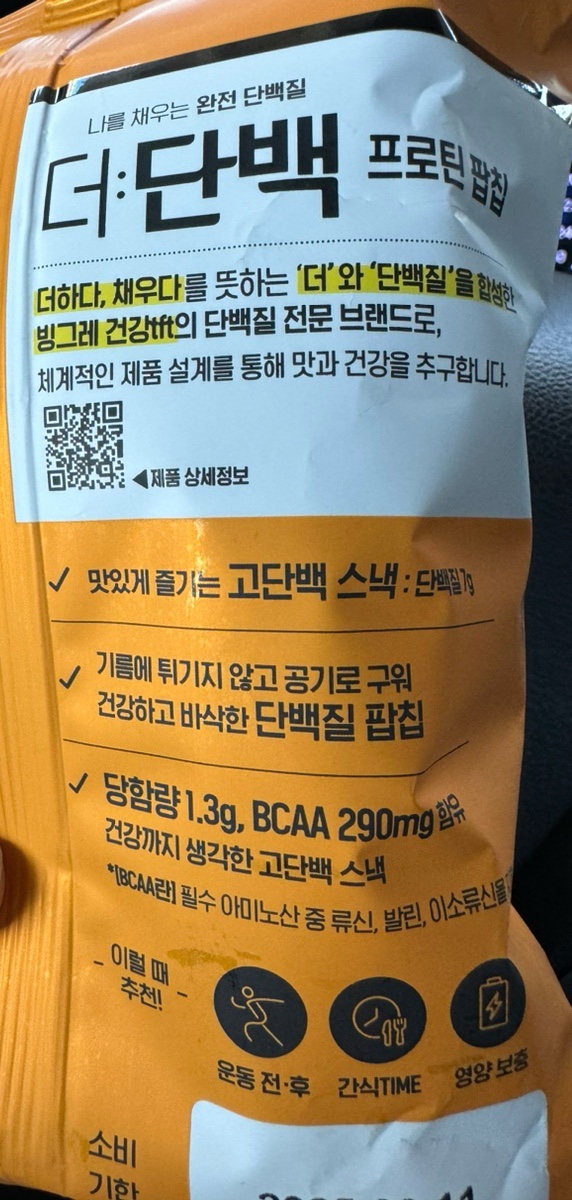 나를 채우는 완전 단백질
더:단백 프로틴 팝칩
더하다, 채우다를 뜻하는 '더' 와 '단백질'을 합성한
빙그레 건강tft의 단백질 전문 브랜드로,
체계적인 제품 설계를 통해 맛과 건강을 추구합니다.
◀제품 상세정보
✓ 맛있게 즐기는 고단백 스낵 : 단백질 7g
✓ 기름에 튀기지 않고 공기로 구워
건강하고 바삭한 단백질 팝칩
✓ 당함량 1.3g, BCAA 290mg 함유
건강까지 생각한 고단백 스낵
*[BCAA란] 필수 아미노산 중 류신, 발린, 이소류신을
- 이럴 때
추천! -
운동 전·후 간식TIME 영양 보충
소비
기한